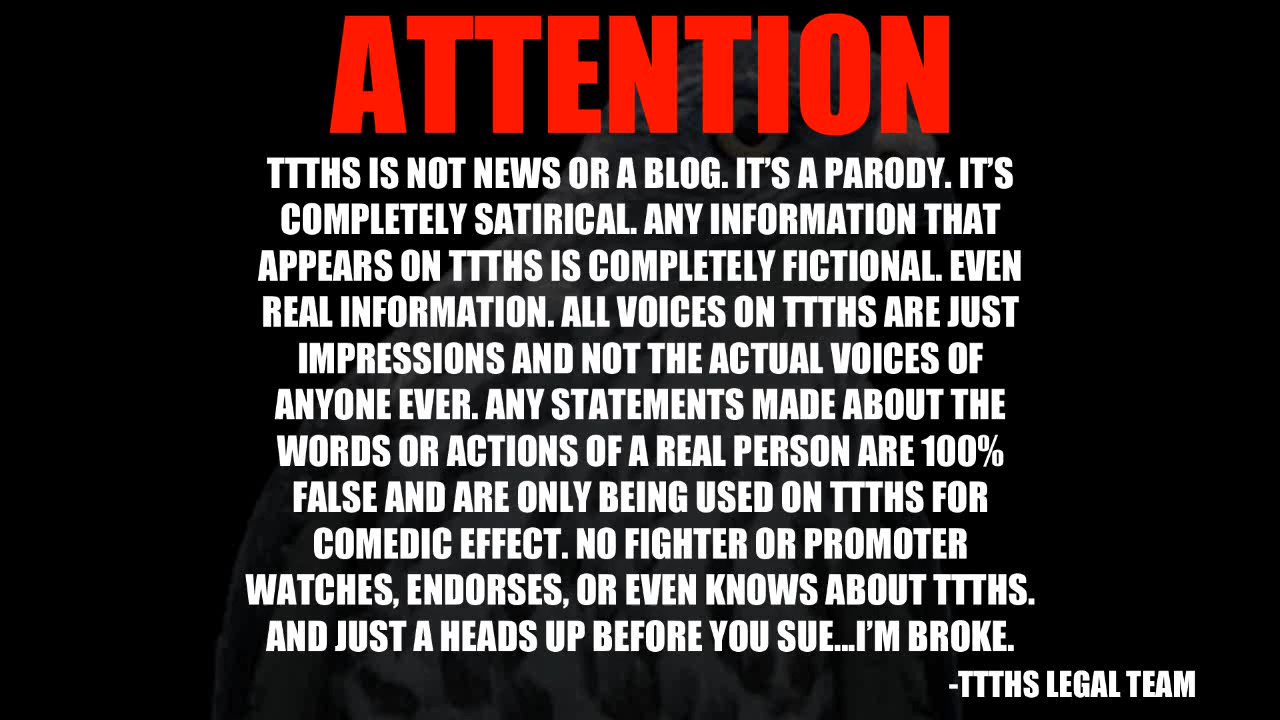 ATTENTION
TTTHS IS NOT NEWS OR A BLOG. IT'S A PARODY. IT'S
COMPLETELY SATIRICAL. ANY INFORMATION THAT
APPEARS ON TTTHS IS COMPLETELY FICTIONAL. EVEN
REAL INFORMATION. ALL VOICES ON TTTHS ARE JUST
IMPRESSIONS AND NOT THE ACTUAL VOICES OF
ANYONE EVER. ANY STATEMENTS MADE ABOUT THE
WORDS OR ACTIONS OF A REAL PERSON ARE 100%
FALSE AND ARE ONLY BEING USED ON TTTHS FOR
COMEDIC EFFECT. NO FIGHTER OR PROMOTER
WATCHES, ENDORSES, OR EVEN KNOWS ABOUT TTTHS.
AND JUST A HEADS UP BEFORE YOU SUE...I'M BROKE.
-TTTHS LEGAL TEAM